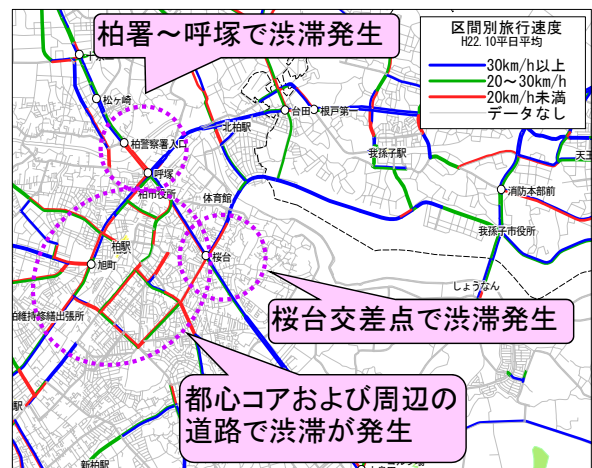 柏署～呼塚で渋滞発生
区間別旅行速度
H22.10平日平均
30km/h以上
20～30km/h
20km/h未満
データなし
松ヶ崎
柏警察署入口
呼塚
柏市役所
北柏駅
台田
根戸第一
我孫子駅
天王
消防本部前
我孫子市役所
体育館
柏駅
旭町
桜台
しょうなん
桜台交差点で渋滞発生
柏維持修繕出張所
都心コアおよび周辺の
道路で渋滞が発生
駅
新柏駅